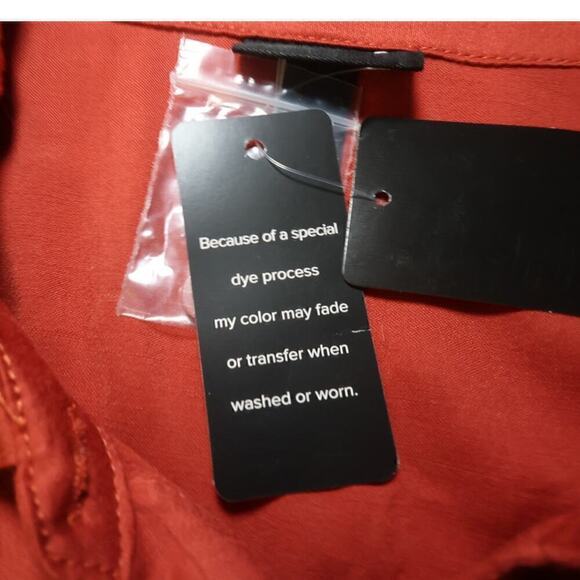 Because of a special
dye process
my color may fade
or transfer when
washed or worn.